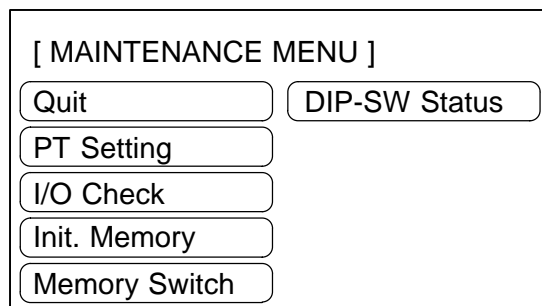 [ MAINTENANCE MENU ]
Quit
DIP-SW Status
PT Setting
I/O Check
Init. Memory
Memory Switch